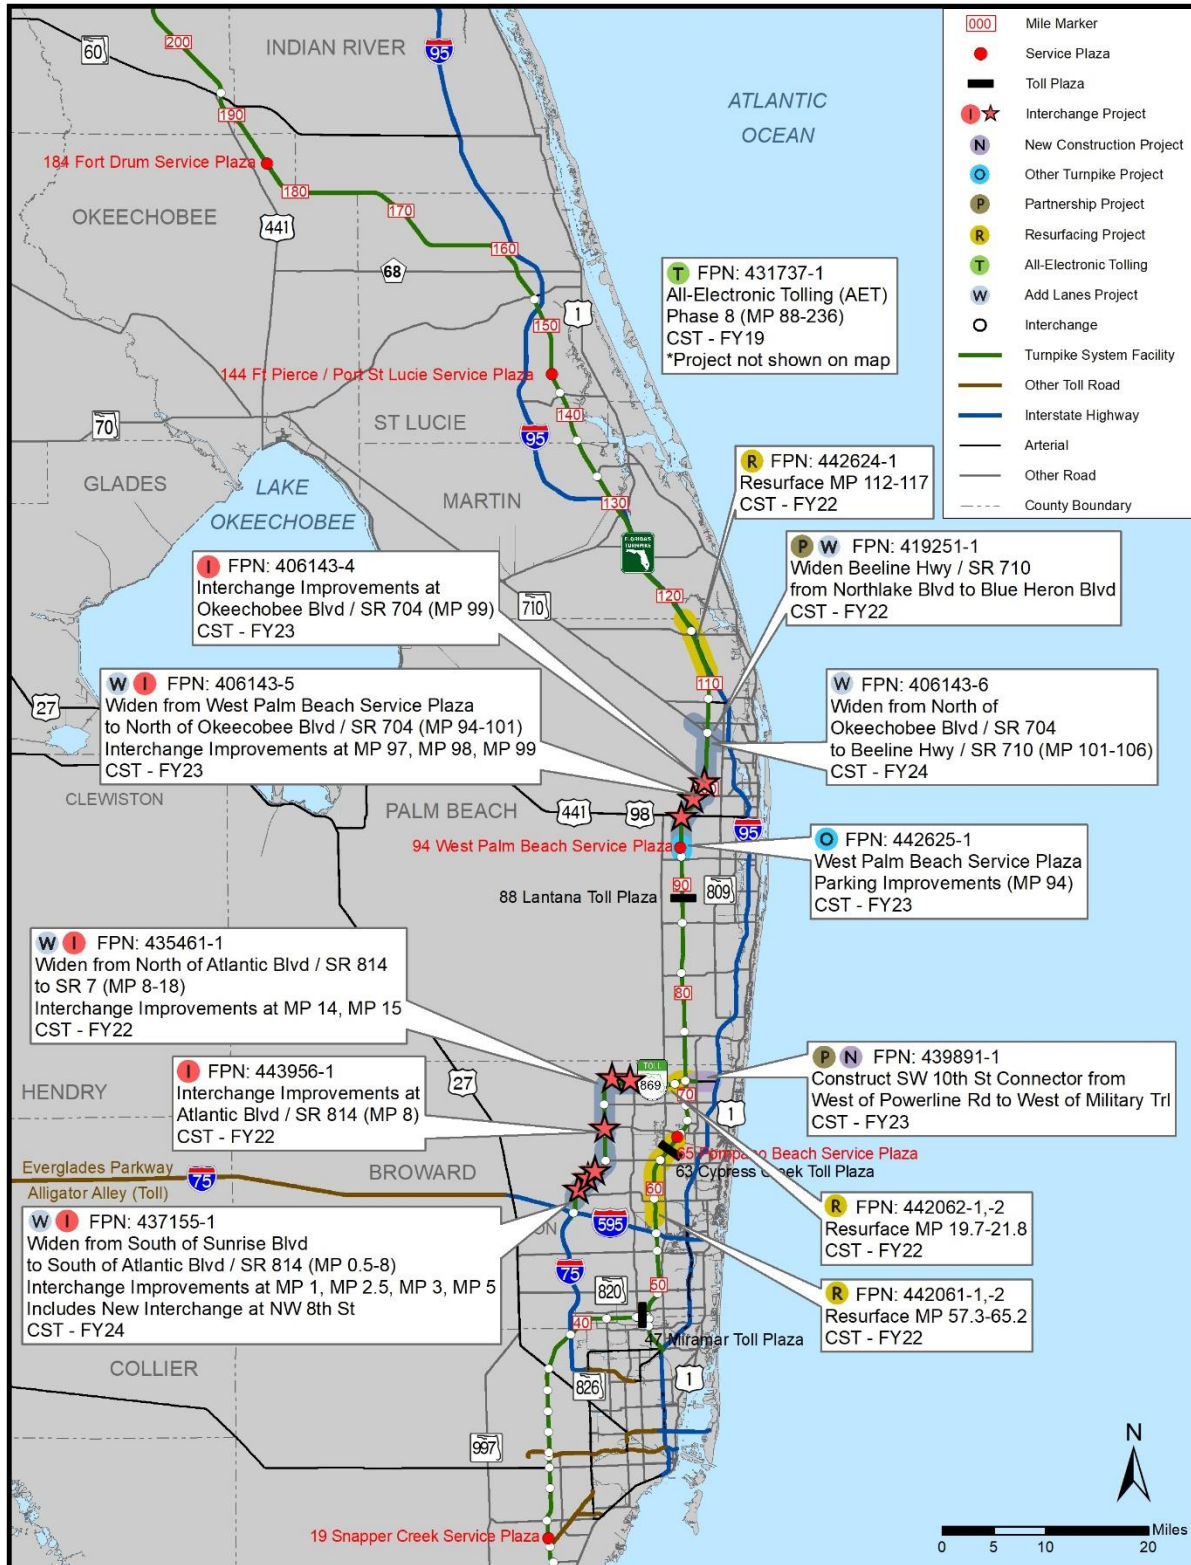 200
INDIAN RIVER
60
95
ATLANTIC
OCEAN
190
184 Fort Drum Service Plaza
180
OKEECHOBEE
441
170
68
160
1
150
144 Ft Pierce / Port St Lucie Service Plaza
140
ST LUCIE
95
70
GLADES
LAKE
OKEECHOBEE
MARTIN
130
FLORIDAS
TURNPIKE
120
710
110
27
CLEWISTON
PALM BEACH
441
98
95
94 West Palm Beach Service Plaza
90
809
88 Lantana Toll Plaza
80
TOLL
869
70
HENDRY
27
1
65 Pompano Beach Service Plaza
63 Cypress Creek Toll Plaza
BROWARD
Everglades Parkway
75
Alligator Alley (Toll)
60
595
ON
75
820
50
40
47 Miramar Toll Plaza
COLLIER
826
1
997
19 Snapper Creek Service Plaza
000 Mile Marker
Service Plaza
Toll Plaza
I Interchange Project
N New Construction Project
O Other Turnpike Project
P Partnership Project
R Resurfacing Project
T All-Electronic Tolling
W Add Lanes Project
Interchange
Turnpike System Facility
Other Toll Road
Interstate Highway
Arterial
Other Road
County Boundary
T FPN: 431737-1
All-Electronic Tolling (AET)
Phase 8 (MP 88-236)
CST - FY19
*Project not shown on map
R FPN: 442624-1
Resurface MP 112-117
CST - FY22
P W FPN: 419251-1
Widen Beeline Hwy / SR 710
from Northlake Blvd to Blue Heron Blvd
CST - FY22
I FPN: 406143-4
Interchange Improvements at
Okeechobee Blvd / SR 704 (MP 99)
CST - FY23
W I FPN: 406143-5
Widen from West Palm Beach Service Plaza
to North of Okeecobee Blvd / SR 704 (MP 94-101)
Interchange Improvements at MP 97, MP 98, MP 99
CST - FY23
W FPN: 406143-6
Widen from North of
Okeechobee Blvd / SR 704
to Beeline Hwy / SR 710 (MP 101-106)
CST - FY24
O FPN: 442625-1
West Palm Beach Service Plaza
Parking Improvements (MP 94)
CST - FY23
W I FPN: 435461-1
Widen from North of Atlantic Blvd / SR 814
to SR 7 (MP 8-18)
Interchange Improvements at MP 14, MP 15
CST - FY22
I FPN: 443956-1
Interchange Improvements at
Atlantic Blvd / SR 814 (MP 8)
CST - FY22
P N FPN: 439891-1
Construct SW 10th St Connector from
West of Powerline Rd to West of Military Trl
CST - FY23
W I FPN: 437155-1
Widen from South of Sunrise Blvd
to South of Atlantic Blvd / SR 814 (MP 0.5-8)
Interchange Improvements at MP 1, MP 2.5, MP 3, MP 5
Includes New Interchange at NW 8th St
CST - FY24
R FPN: 442062-1,-2
Resurface MP 19.7-21.8
CST - FY22
R FPN: 442061-1,-2
Resurface MP 57.3-65.2
CST - FY22
N
Miles
0 5 10 20